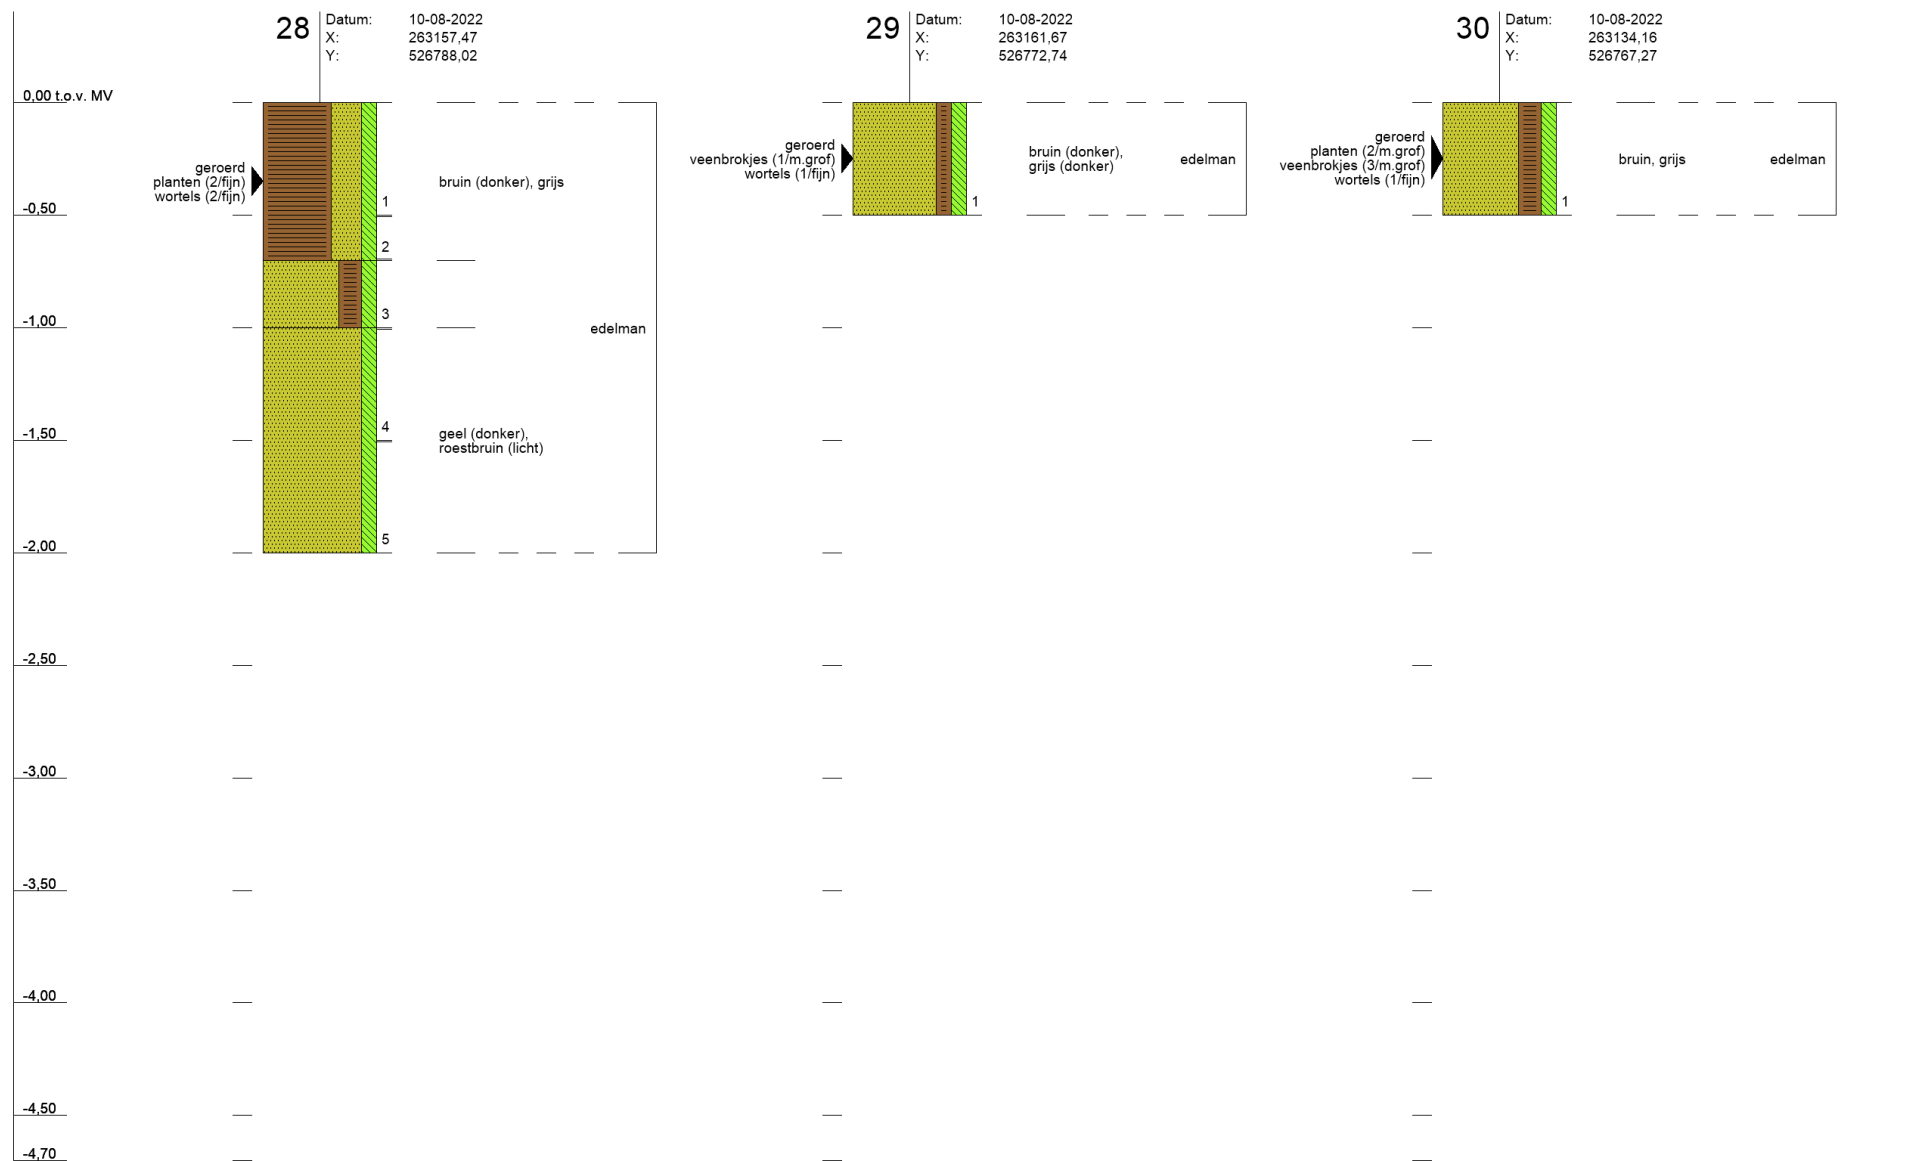 28
Datum: 10-08-2022
X: 263157,47
Y: 526788,02
29
Datum: 10-08-2022
X: 263161,67
Y: 526772,74
30
Datum: 10-08-2022
X: 263134,16
Y: 526767,27
0,00 t.o.v. MV
-0,50
-1,00
-1,50
-2,00
-2,50
-3,00
-3,50
-4,00
-4,50
-4,70
geroerd
planten (2/fijn)
wortels (2/fijn)
1
2
3
4
5
bruin (donker), grijs
geel (donker),
roestbruin (licht)
edelman
geroerd
veenbrokjes (1/m.grof)
wortels (1/fijn)
1
bruin (donker),
grijs (donker)
edelman
geroerd
planten (2/m.grof)
veenbrokjes (3/m.grof)
wortels (1/fijn)
1
bruin, grijs
edelman